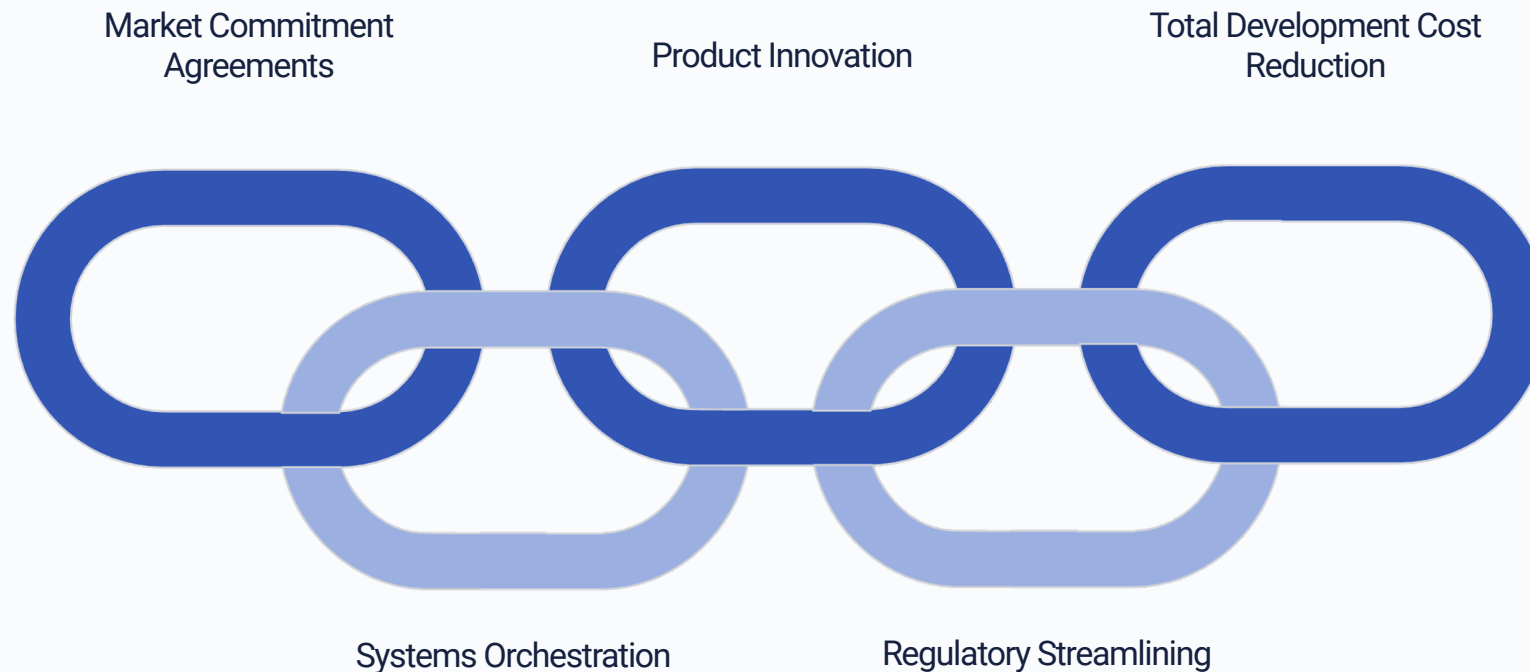 Market Commitment
Agreements
Product Innovation
Total Development Cost
Reduction
Systems Orchestration
Regulatory Streamlining